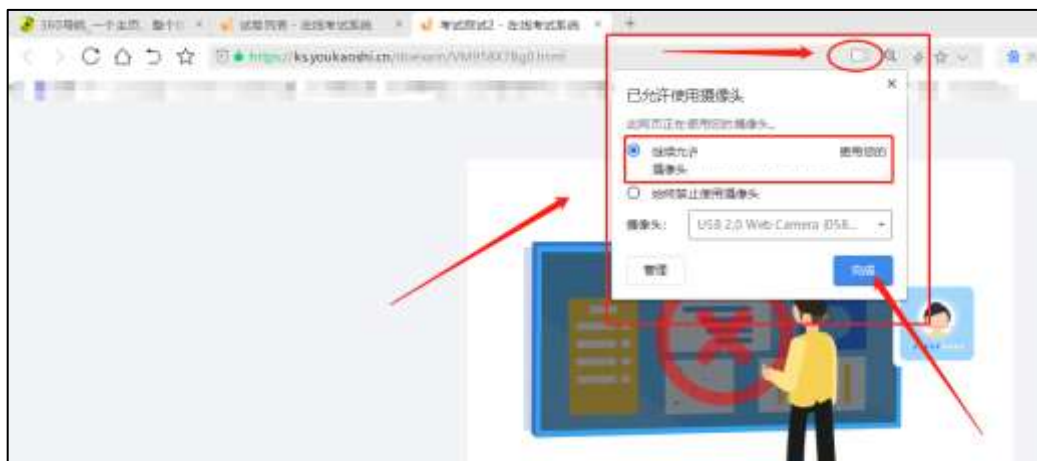 360导航_一个主页，整个世
试卷列表 - 在线考试系统
考试面试2 - 在线考试系统
https://ks.youkaoshi.cn/
已允许使用摄像头
此网页正在使用您的摄像头。
继续允许 使用您的
摄像头
始终禁止使用摄像头
摄像头：
USB 2.0 Web Camera (058...
管理
完成